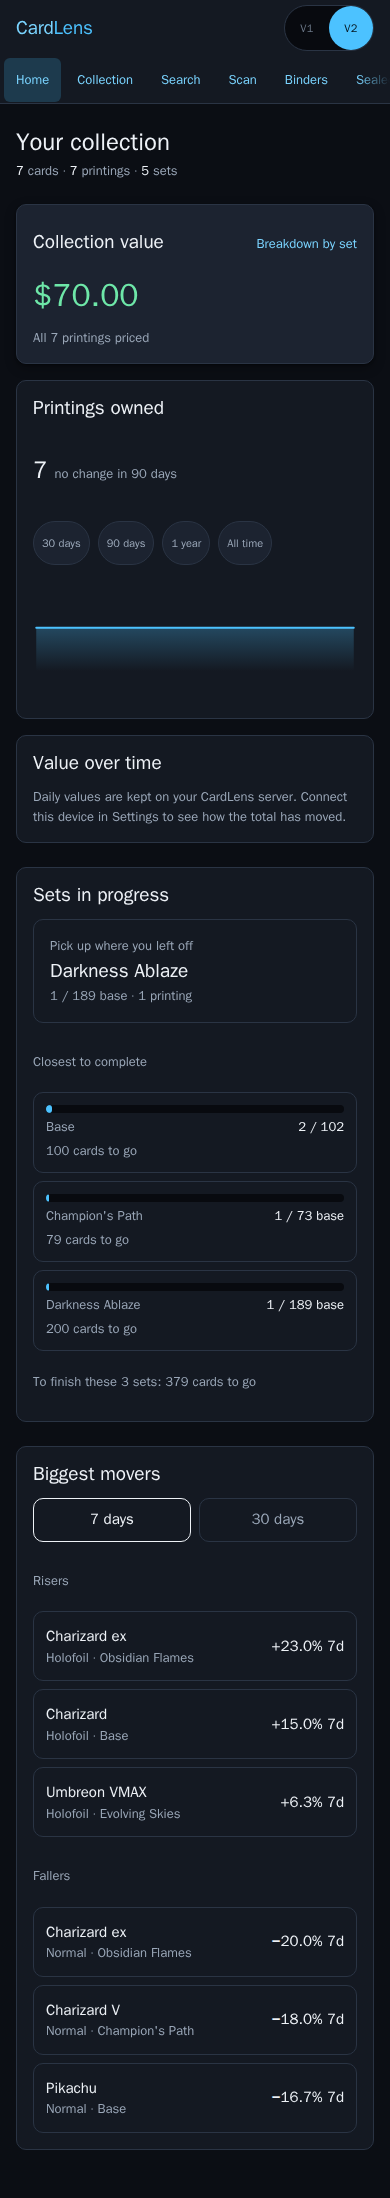 CardLens
V1
V2
Home
Collection
Search
Scan
Binders
Seale
Your collection
7 cards · 7 printings · 5 sets
Collection value
Breakdown by set
$70.00
All 7 printings priced
Printings owned
7 no change in 90 days
30 days
90 days
1 year
All time
Value over time
Daily values are kept on your CardLens server. Connect
this device in Settings to see how the total has moved.
Sets in progress
Pick up where you left off
Darkness Ablaze
1 / 189 base · 1 printing
Closest to complete
Base
2 / 102
100 cards to go
Champion's Path
1 / 73 base
79 cards to go
Darkness Ablaze
1 / 189 base
200 cards to go
To finish these 3 sets: 379 cards to go
Biggest movers
7 days
30 days
Risers
Charizard ex
Holofoil · Obsidian Flames
+23.0% 7d
Charizard
Holofoil · Base
+15.0% 7d
Umbreon VMAX
Holofoil · Evolving Skies
+6.3% 7d
Fallers
Charizard ex
Normal · Obsidian Flames
−20.0% 7d
Charizard V
Normal · Champion's Path
−18.0% 7d
Pikachu
Normal · Base
−16.7% 7d